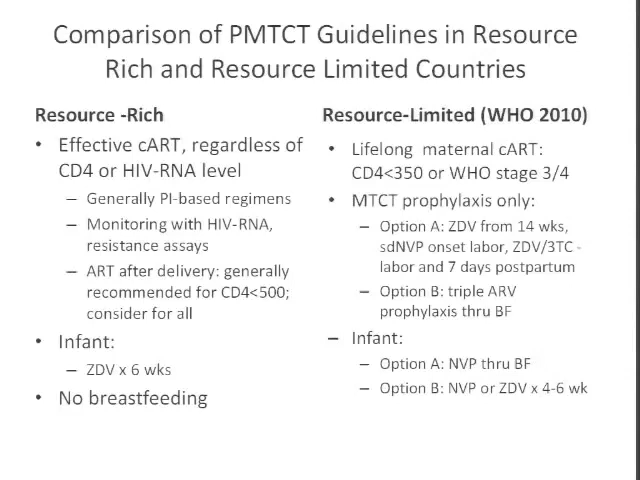 Comparison of PMTCT Guidelines in Resource
Rich and Resource Limited Countries
Resource -Rich
• Effective cART, regardless of
CD4 or HIV-RNA level
– Generally PI-based regimens
– Monitoring with HIV-RNA,
resistance assays
– ART after delivery: generally
recommended for CD4<500;
consider for all
• Infant:
– ZDV x 6 wks
• No breastfeeding
Resource-Limited (WHO 2010)
• Lifelong maternal cART:
CD4<350 or WHO stage 3/4
• MTCT prophylaxis only:
– Option A: ZDV from 14 wks,
sdNVP onset labor, ZDV/3TC -
labor and 7 days postpartum
– Option B: triple ARV
prophylaxis thru BF
– Infant:
– Option A: NVP thru BF
– Option B: NVP or ZDV x 4-6 wk